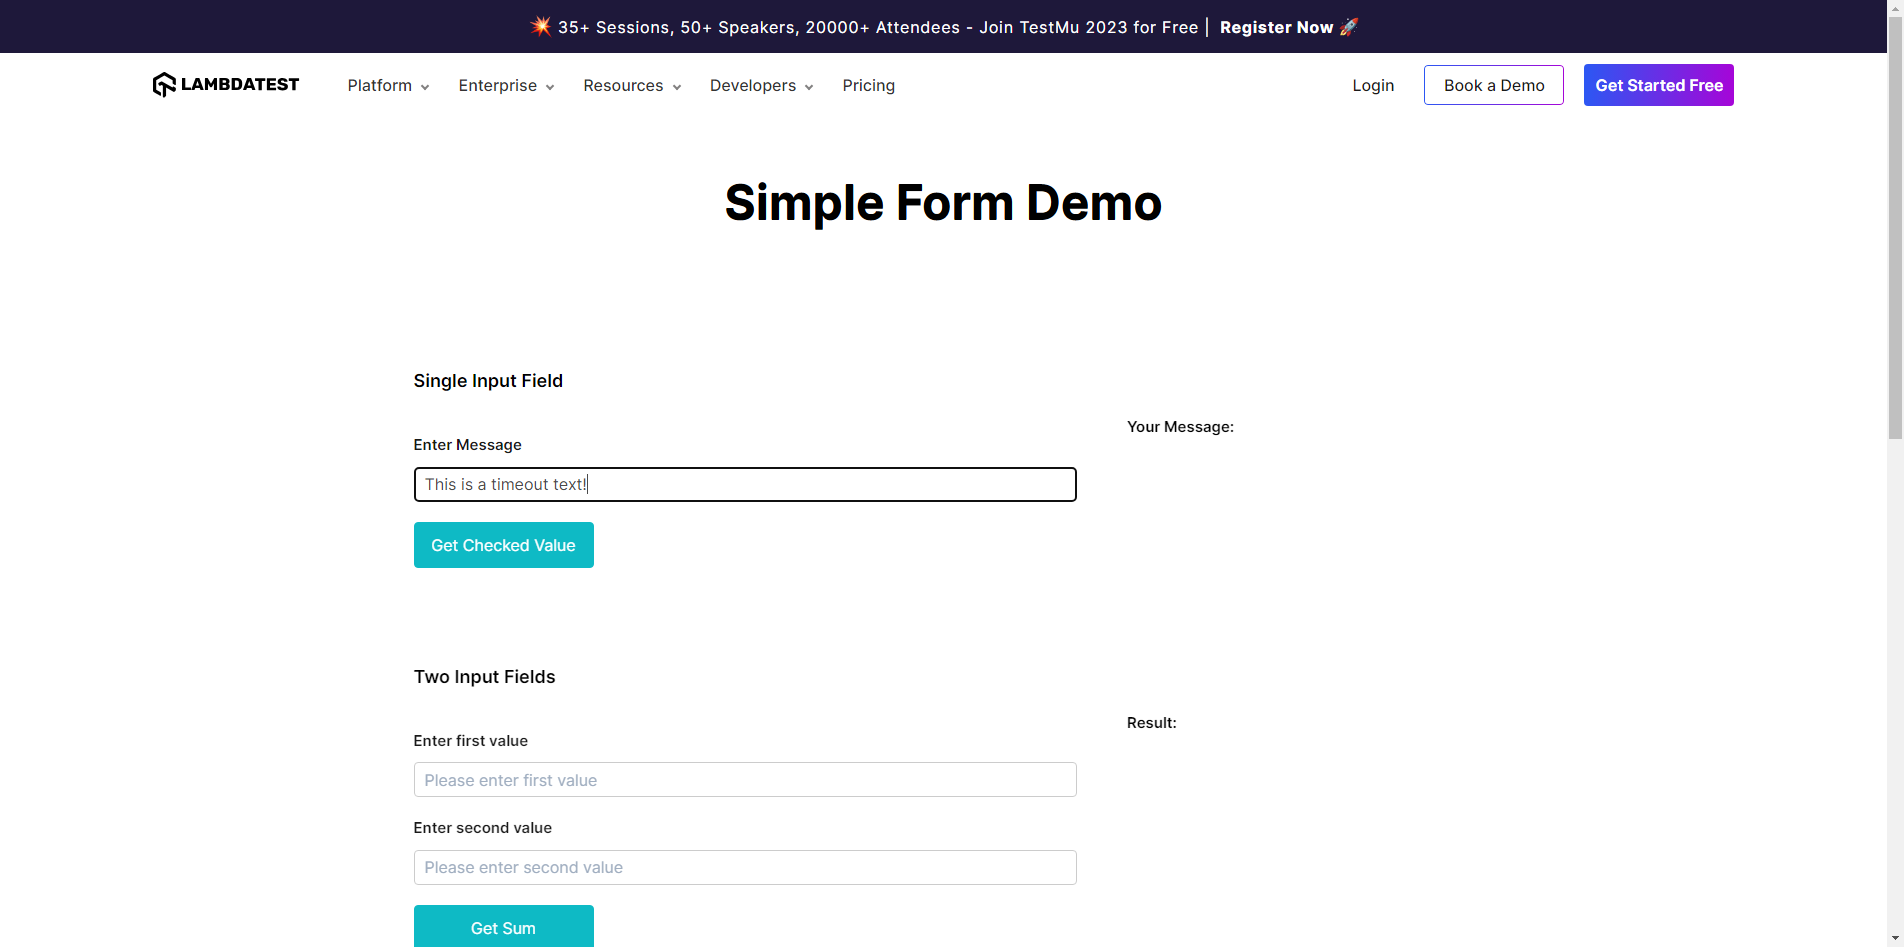 💥 35+ Sessions, 50+ Speakers, 20000+ Attendees - Join TestMu 2023 for Free | Register Now 🚀
LAMBDATEST Platform Enterprise Resources Developers Pricing Login Book a Demo Get Started Free
Simple Form Demo
Single Input Field
Your Message:
Enter Message
This is a timeout text!
Get Checked Value
Two Input Fields
Result:
Enter first value
Please enter first value
Enter second value
Please enter second value
Get Sum